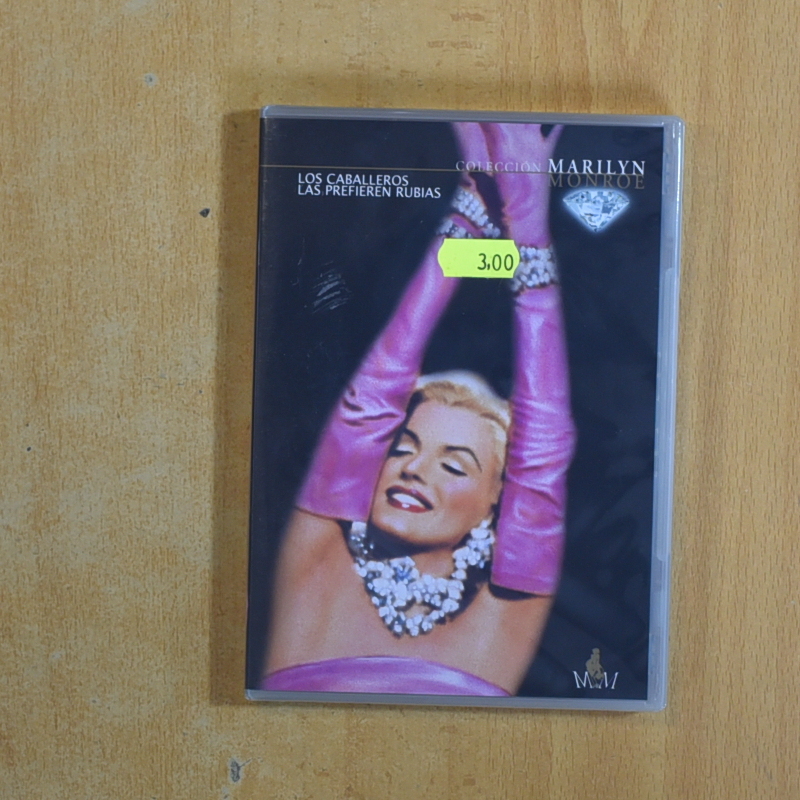 COLECCIÓN MARILYN
MONROE
LOS CABALLEROS
LAS PREFIEREN RUBIAS
3,00
MM